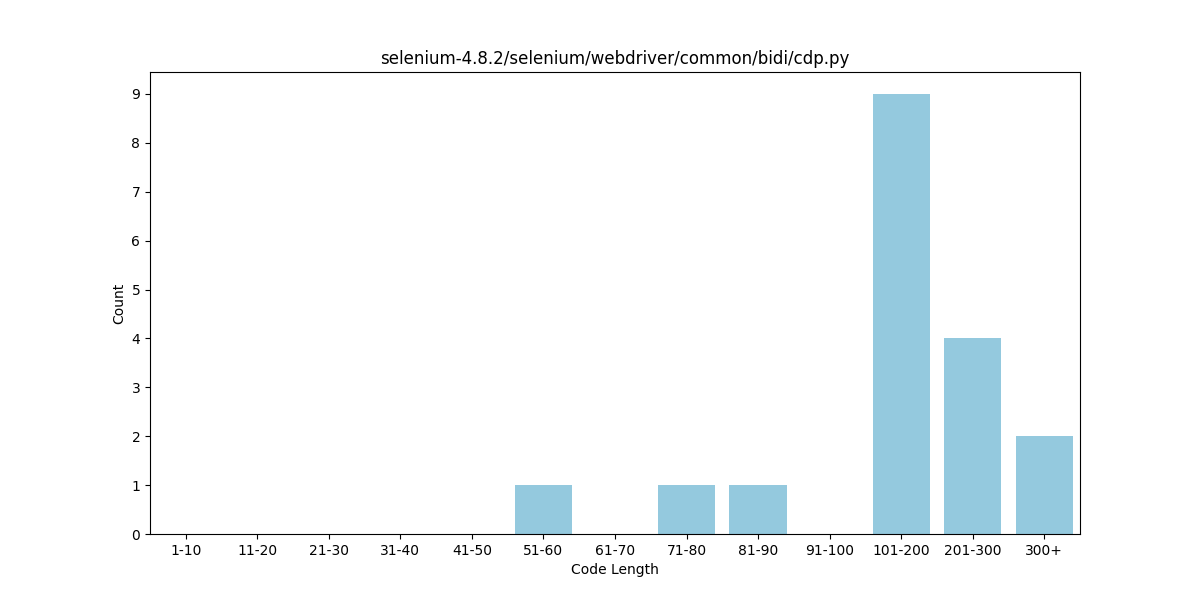 selenium-4.8.2/selenium/webdriver/common/bidi/cdp.py
9
8
7
6
5
4
3
2
1
0
Count
1-10 11-20 21-30 31-40 41-50 51-60 61-70 71-80 81-90 91-100 101-200 201-300 300+
Code Length